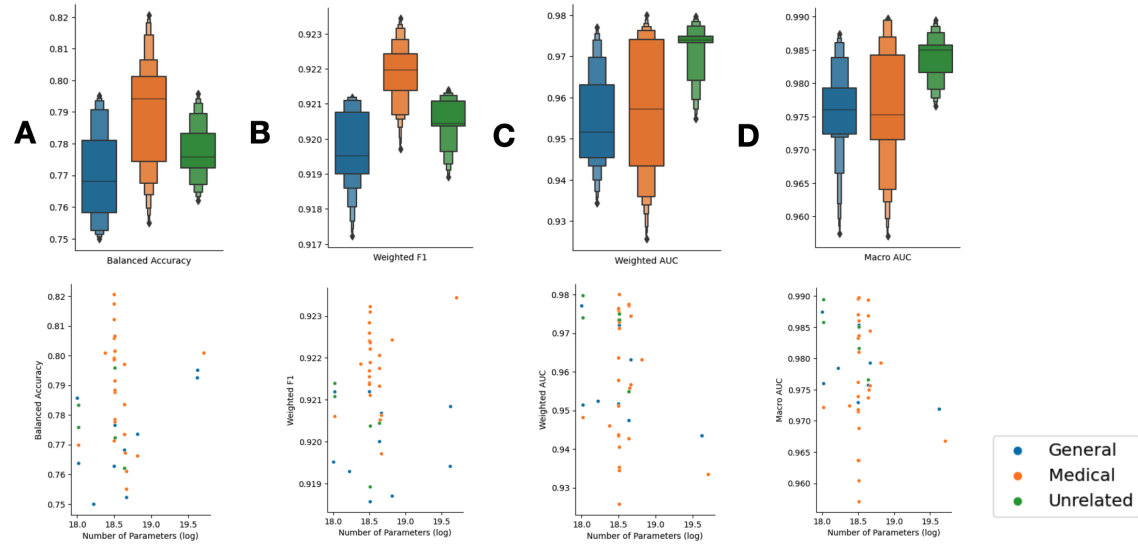 A
0.82
0.81
0.80
0.79
0.78
0.77
0.76
0.75
Balanced Accuracy
B
0.923
0.922
0.921
0.920
0.919
0.918
0.917
Weighted F1
C
0.98
0.97
0.96
0.95
0.94
0.93
Weighted AUC
D
0.990
0.985
0.980
0.975
0.970
0.965
0.960
Macro AUC
Balanced Accuracy
0.82
0.81
0.80
0.79
0.78
0.77
0.76
0.75
18.0 18.5 19.0 19.5
Number of Parameters (log)
Weighted F1
0.923
0.922
0.921
0.920
0.919
18.0 18.5 19.0 19.5
Number of Parameters (log)
Weighted AUC
0.98
0.97
0.96
0.95
0.94
0.93
18.0 18.5 19.0 19.5
Number of Parameters (log)
Macro AUC
0.990
0.985
0.980
0.975
0.970
0.965
0.960
18.0 18.5 19.0 19.5
Number of Parameters (log)
General
Medical
Unrelated